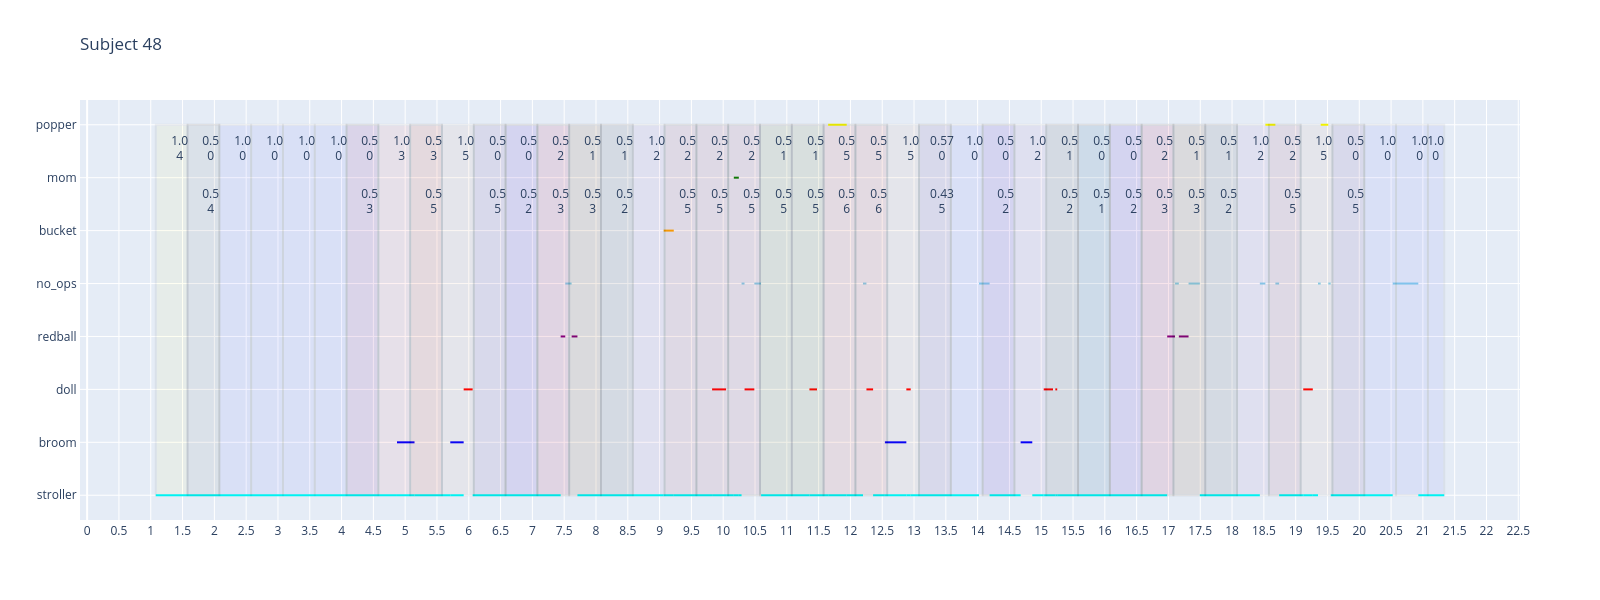 Subject 48
popper
1.0 0.5 1.0 1.0 1.0 1.0 0.5 1.0 0.5 1.0 0.5 0.5 0.5 0.5 0.5 1.0 0.5 0.5 0.5 0.5 0.5 0.5 0.5 1.0 0.57 1.0 0.5 1.0 0.5 0.5 0.5 0.5 0.5 0.5 1.0 0.5 1.0 0.5 1.0 1.0 1.0
4 0 0 0 0 0 0 3 3 5 0 0 2 1 1 2 2 2 2 1 1 5 5 5 0 0 0 2 1 0 0 2 1 1 2 2 5 0 0 0 0
mom
0.5 0.5 0.5 0.5 0.5 0.5 0.5 0.5 0.5 0.5 0.5 0.5 0.5 0.5 0.5 0.43 0.5 0.5 0.5 0.5 0.5 0.5 0.5 0.5 0.5
4 3 5 5 2 3 3 2 5 5 5 5 5 6 6 5 2 2 1 2 3 3 2 5 5
bucket
no_ops
redball
doll
broom
stroller
0 0.5 1 1.5 2 2.5 3 3.5 4 4.5 5 5.5 6 6.5 7 7.5 8 8.5 9 9.5 10 10.5 11 11.5 12 12.5 13 13.5 14 14.5 15 15.5 16 16.5 17 17.5 18 18.5 19 19.5 20 20.5 21 21.5 22 22.5